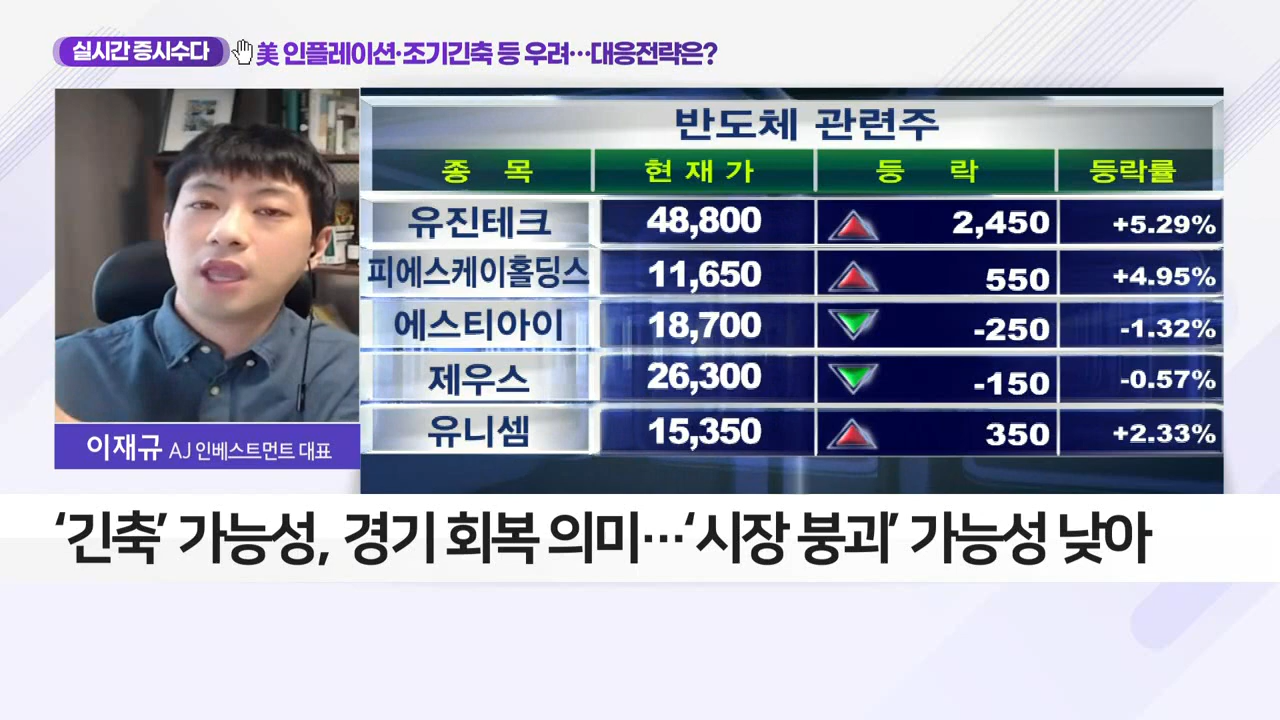 실시간 증시수다 美 인플레이션·조기긴축 등 우려…대응전략은?
반도체 관련주
종 목 현 재 가 등 락 등락률
유진테크 48,800 ▲ 2,450 +5.29%
피에스케이홀딩스 11,650 ▲ 550 +4.95%
에스티아이 18,700 ▼ -250 -1.32%
제우스 26,300 ▼ -150 -0.57%
유니셈 15,350 ▲ 350 +2.33%
이재규 AJ 인베스트먼트 대표
‘긴축’ 가능성, 경기 회복 의미…‘시장 붕괴’ 가능성 낮아